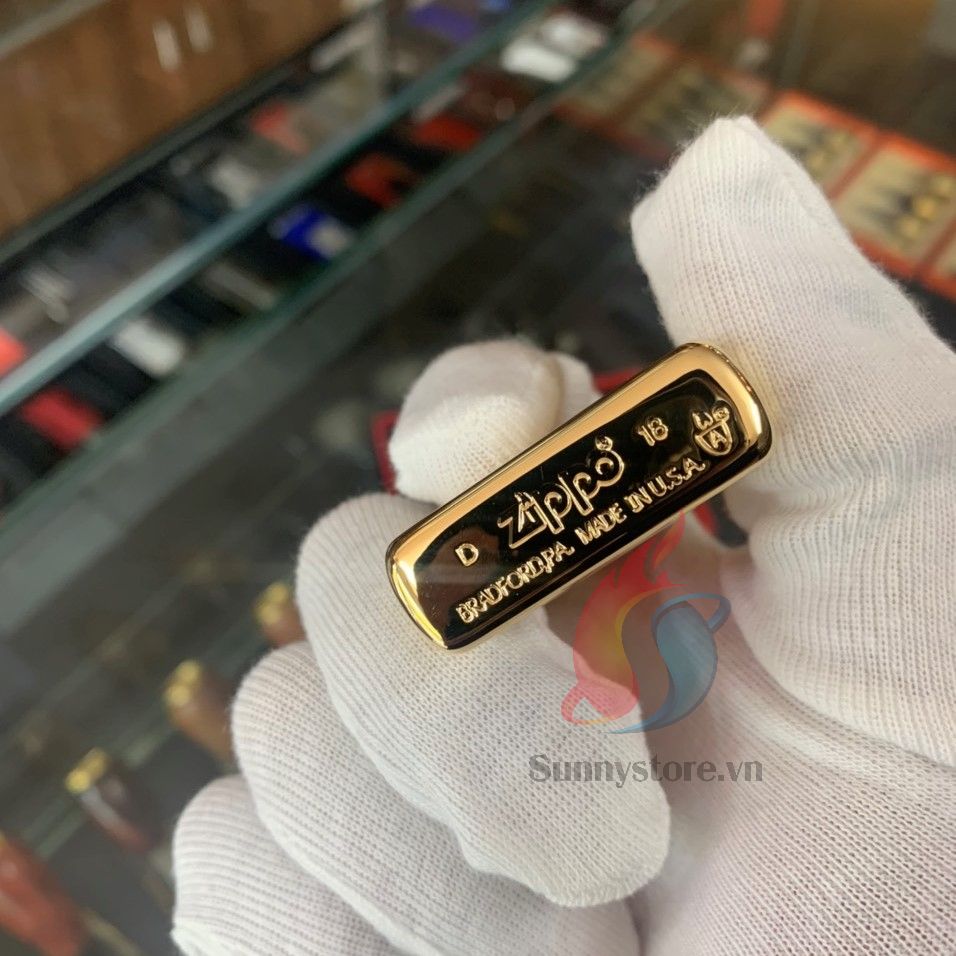 D zippo 18
BRADFORD,PA. MADE IN U.S.A.
Sunnystore.vn